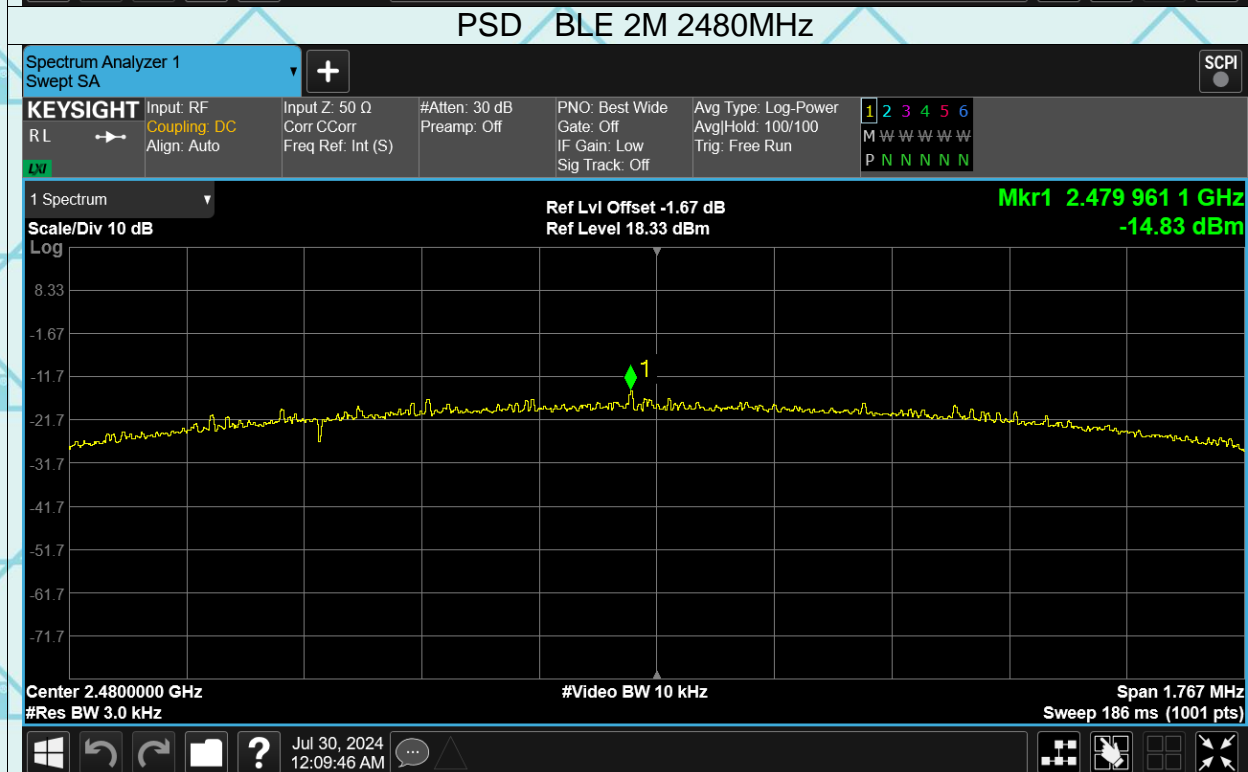 PSD BLE 2M 2480MHz
Spectrum Analyzer 1
Swept SA
SCPI
KEYSIGHT
RL
LXI
Input: RF
Coupling: DC
Align: Auto
Input Z: 50 Ω
Corr CCorr
Freq Ref: Int (S)
#Atten: 30 dB
Preamp: Off
PNO: Best Wide
Gate: Off
IF Gain: Low
Sig Track: Off
Avg Type: Log-Power
Avg|Hold: 100/100
Trig: Free Run
1 2 3 4 5 6
M W W W W W
P N N N N N
1 Spectrum
Scale/Div 10 dB
Ref Lvl Offset -1.67 dB
Ref Level 18.33 dBm
Mkr1 2.479 961 1 GHz
-14.83 dBm
Log
8.33
-1.67
-11.7
-21.7
-31.7
-41.7
-51.7
-61.7
-71.7
1
Center 2.4800000 GHz
#Res BW 3.0 kHz
#Video BW 10 kHz
Span 1.767 MHz
Sweep 186 ms (1001 pts)
?
Jul 30, 2024
12:09:46 AM